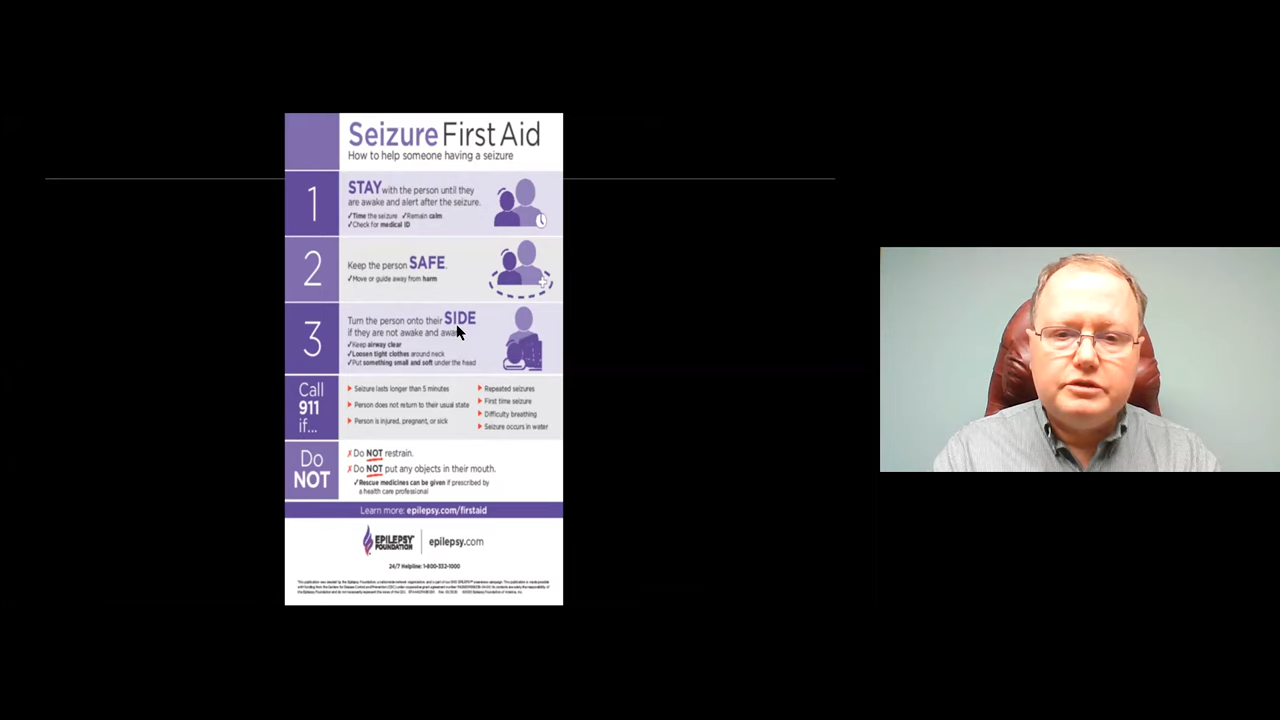 Seizure First Aid
How to help someone having a seizure
1
STAY with the person until they
are awake and alert after the seizure.
✓Time the seizure ✓Remain calm
✓Check for medical ID
2
Keep the person SAFE.
✓Move or guide away from harm
3
Turn the person onto their SIDE
if they are not awake and aware.
✓Keep airway clear
✓Loosen tight clothes around neck
✓Put something small and soft under the head
Call
911
if...
Seizure lasts longer than 5 minutes
Person does not return to their usual state
Person is injured, pregnant, or sick
Repeated seizures
First time seizure
Difficulty breathing
Seizure occurs in water
Do
NOT
✗Do NOT restrain.
✗Do NOT put any objects in their mouth.
✓Rescue medicines can be given if prescribed by
a health care professional
Learn more: epilepsy.com/firstaid
EPILEPSY
FOUNDATION
epilepsy.com
24/7 Helpline: 1-800-332-1000